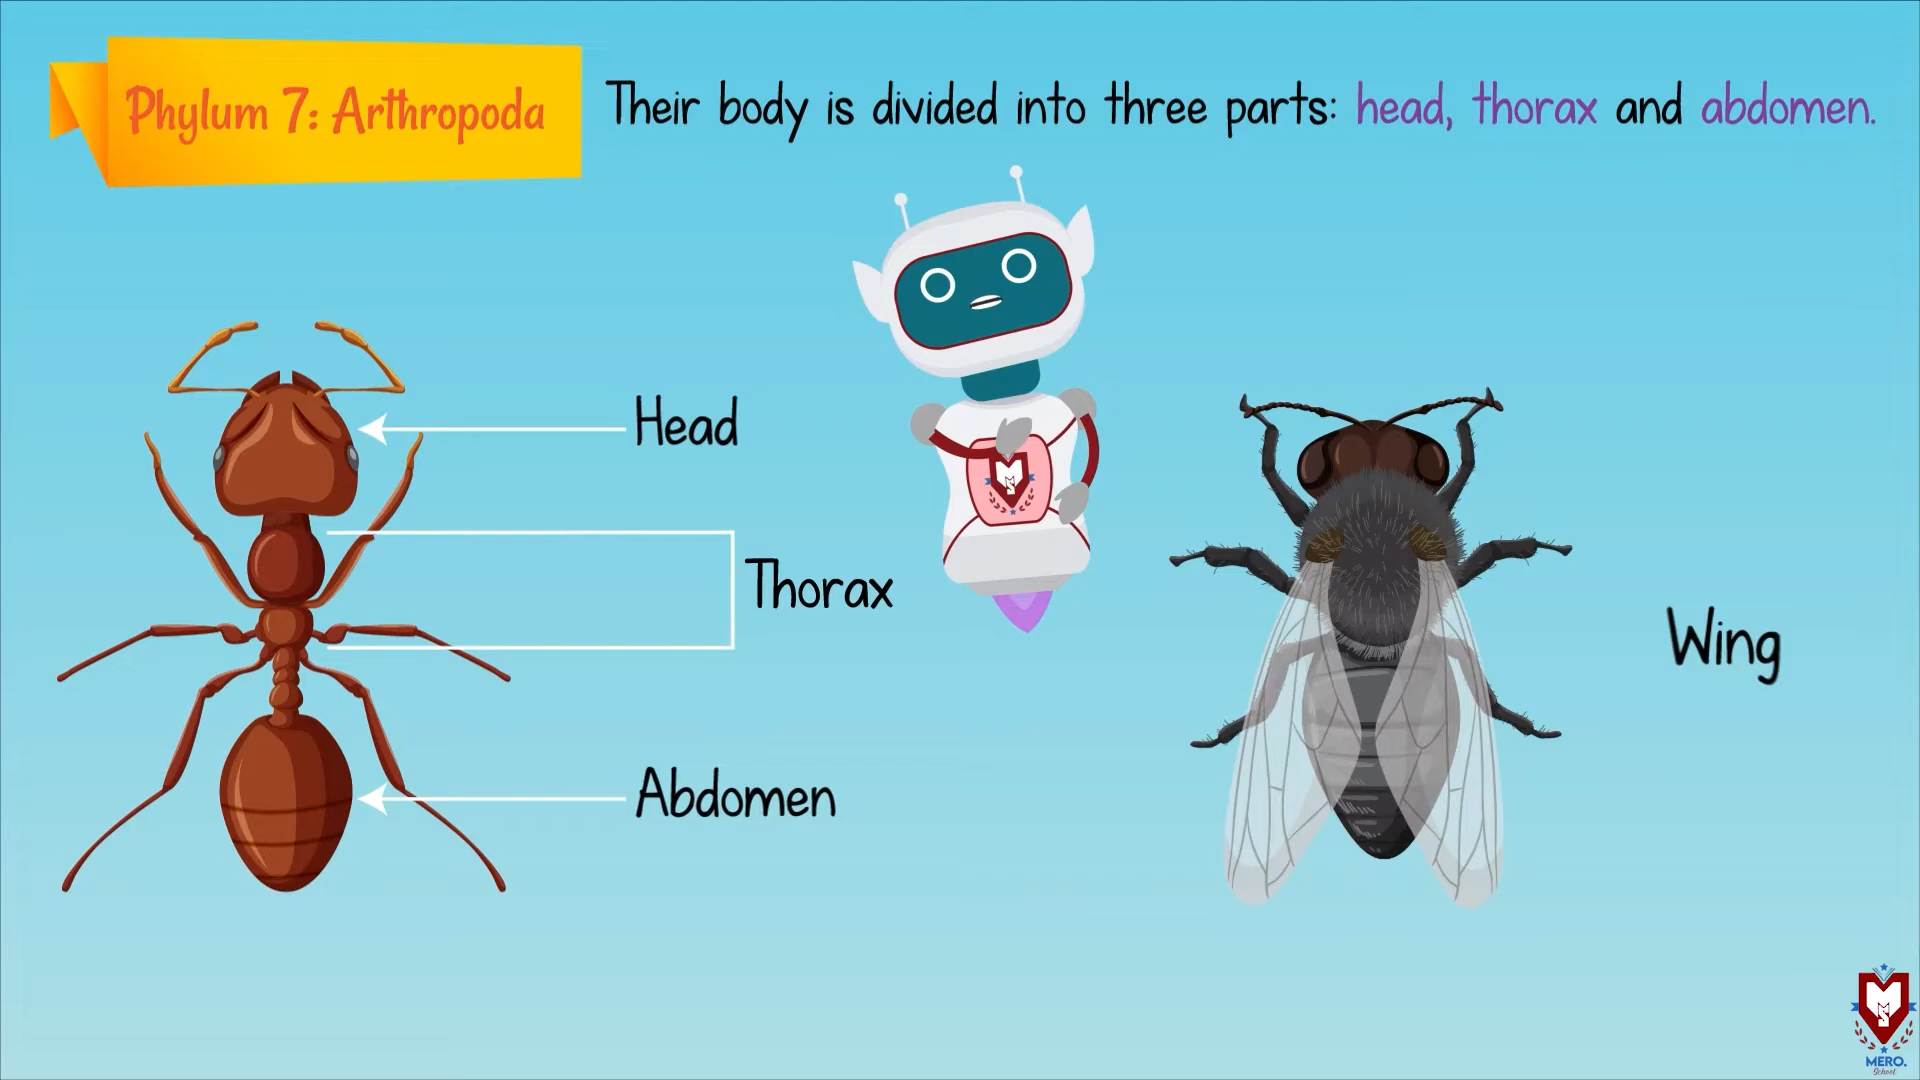 Phylum 7: Arthropoda
Their body is divided into three parts: head, thorax and abdomen.
Head
Thorax
Wing
Abdomen
MERO.
School